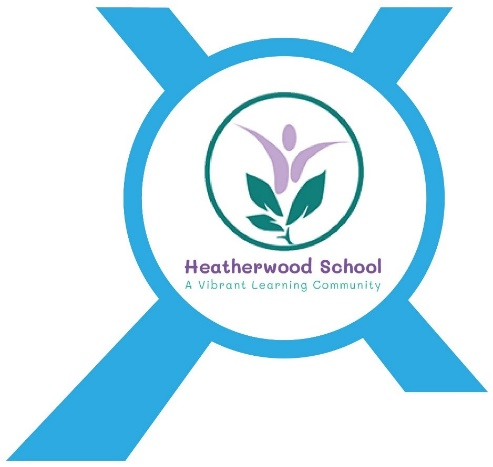 Heatherwood School
A Vibrant Learning Community